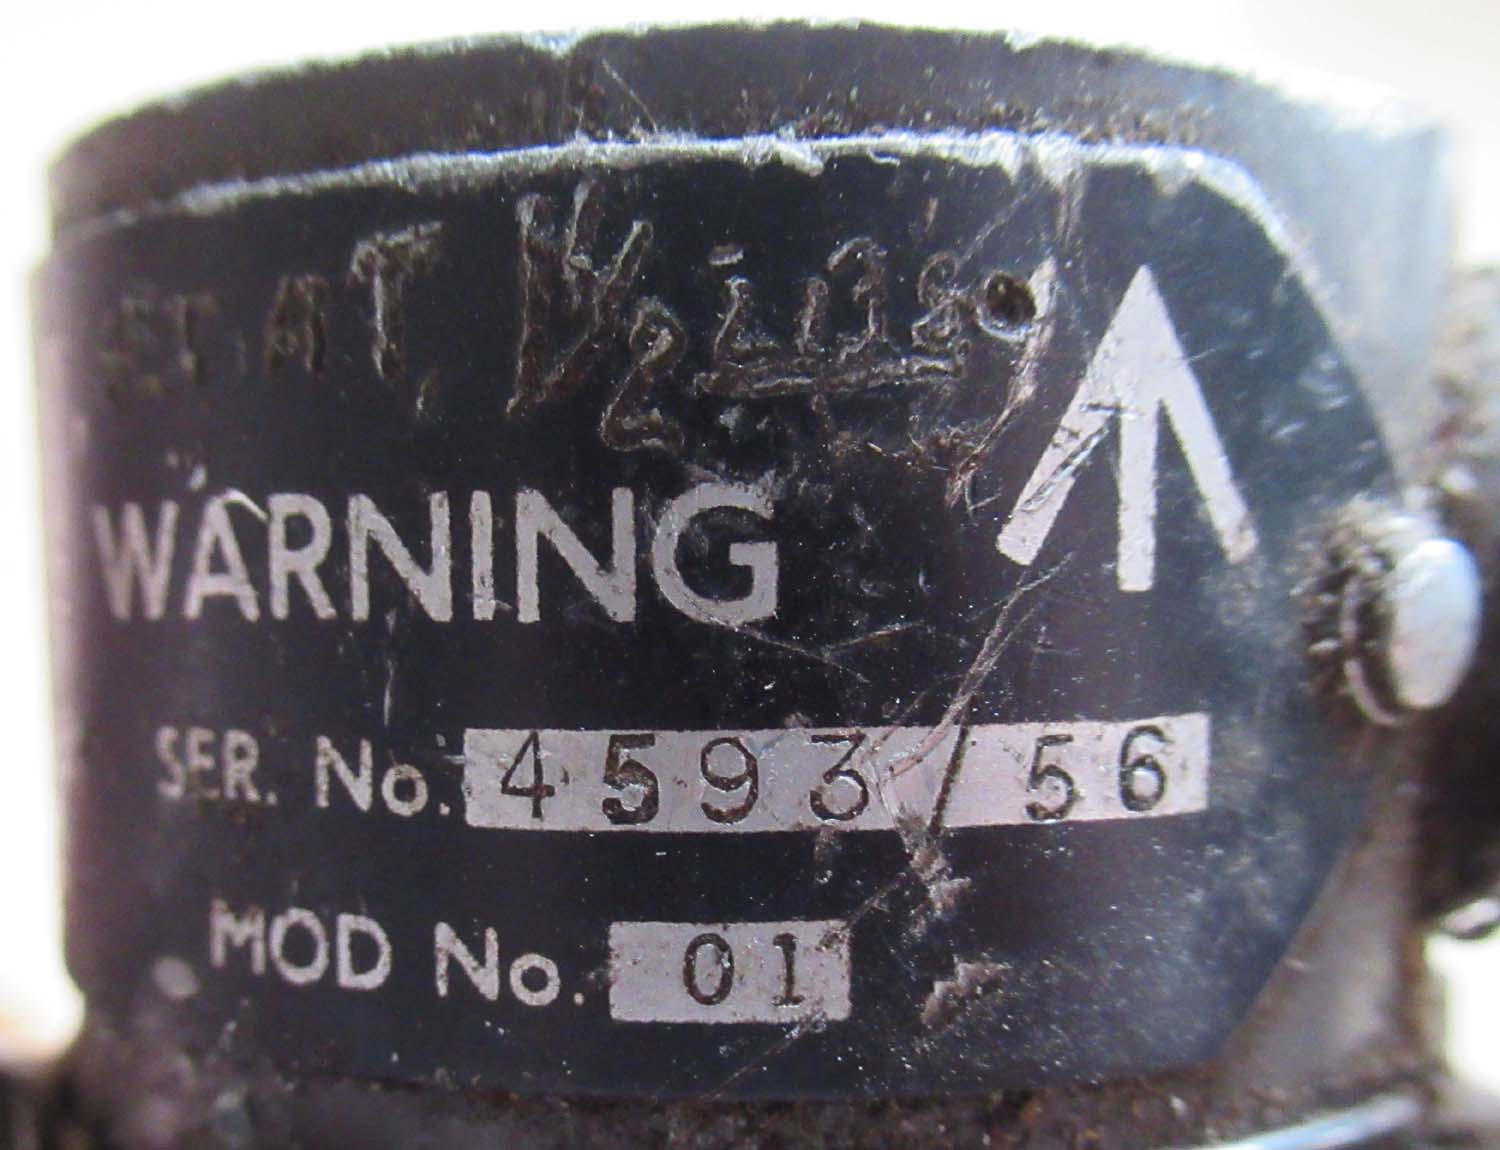 WARNING
SER. No. 4593/56
MOD No. 01